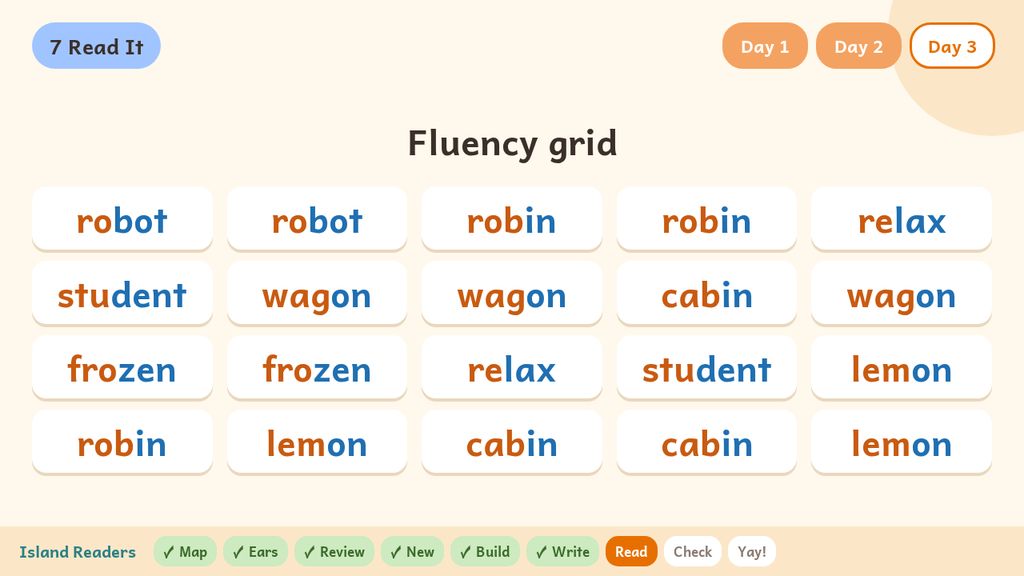 7 Read It
Day 1 Day 2 Day 3
Fluency grid
robot robot robin robin relax
student wagon wagon cabin wagon
frozen frozen relax student lemon
robin lemon cabin cabin lemon
Island Readers ✓ Map ✓ Ears ✓ Review ✓ New ✓ Build ✓ Write Read Check Yay!